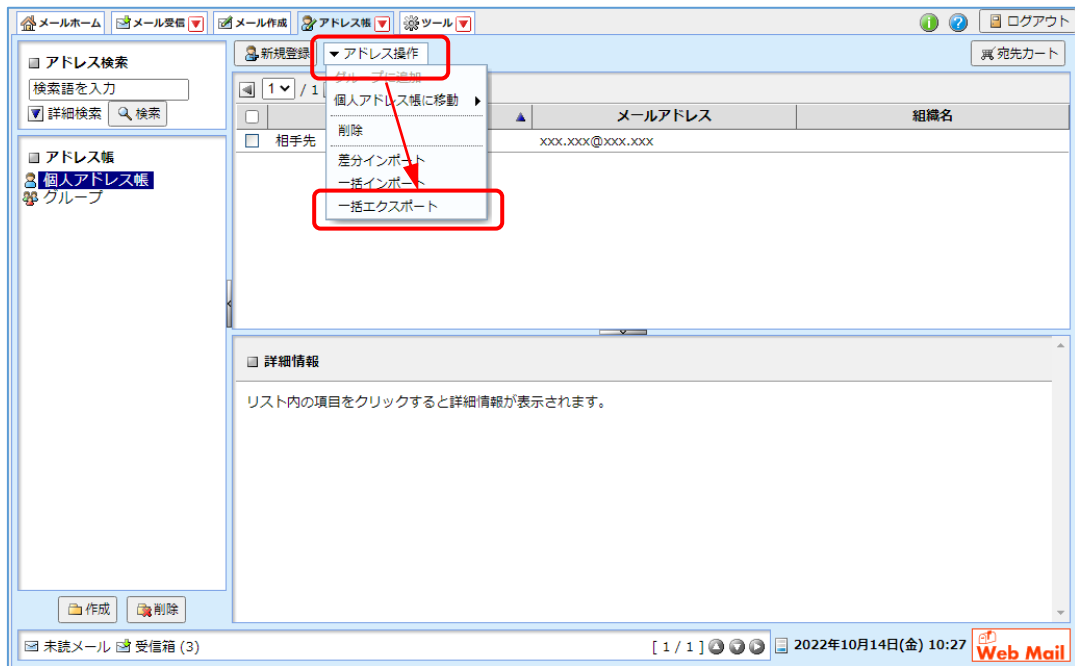 メールホーム メール受信 メール作成 アドレス帳 ツール ログアウト
アドレス検索
検索語を入力
詳細検索 検索
アドレス帳
個人アドレス帳
グループ
作成 削除
新規登録 アドレス操作 宛先カート
1 / 1
グループに追加
個人アドレス帳に移動
削除
差分インポート
一括インポート
一括エクスポート
メールアドレス 組織名
相手先 xxx.xxx@xxx.xxx
詳細情報
リスト内の項目をクリックすると詳細情報が表示されます。
未読メール 受信箱 (3) [ 1 / 1 ] 2022年10月14日(金) 10:27 Web Mail